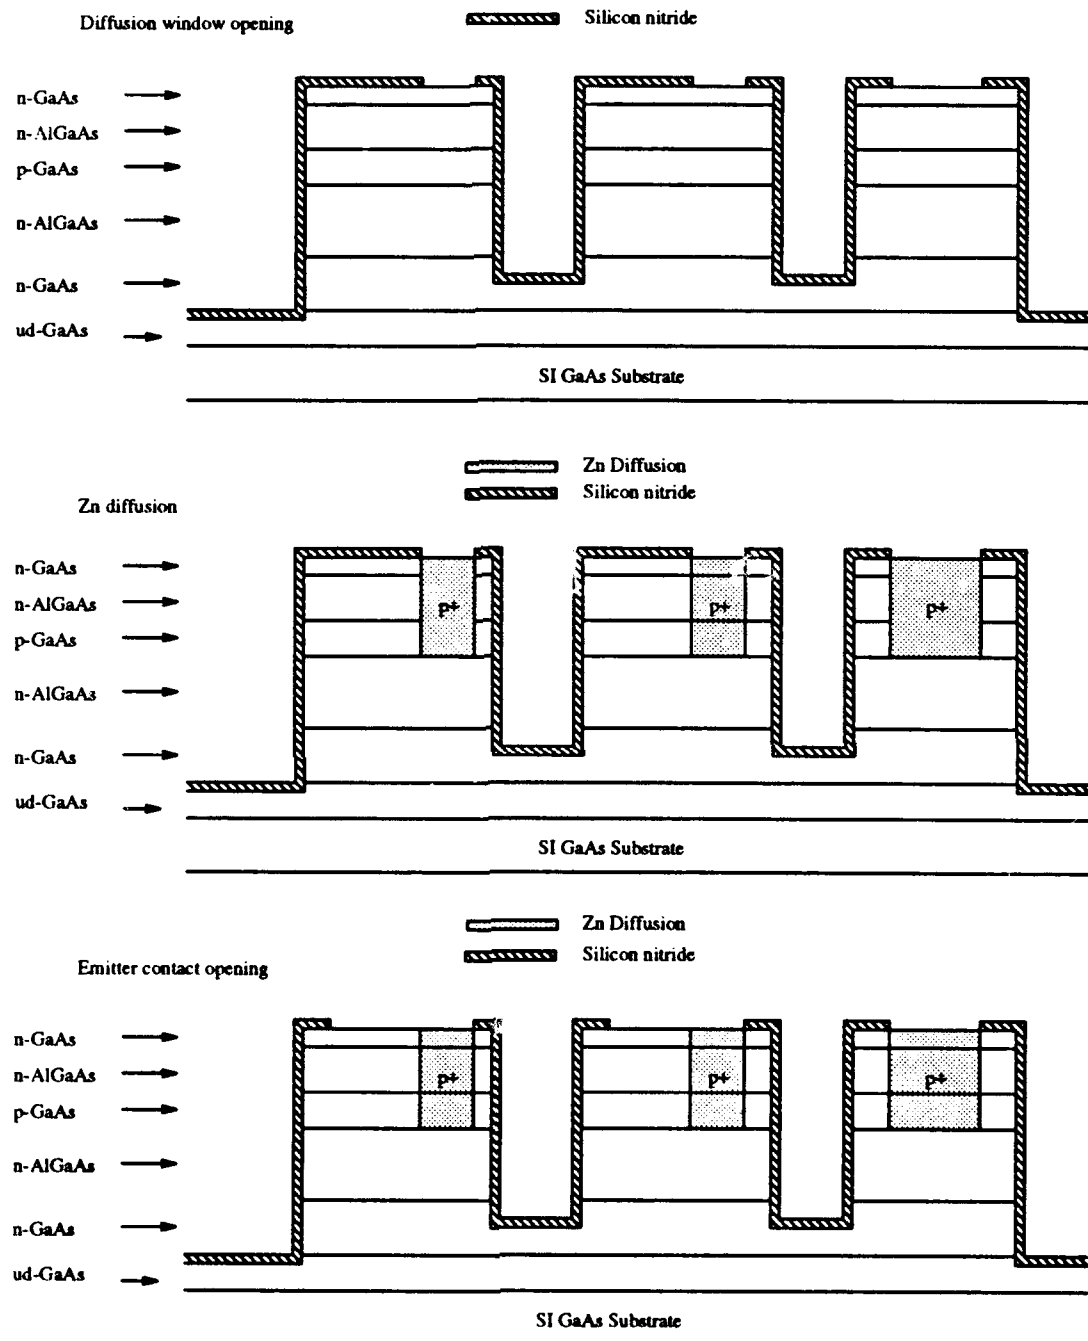 Diffusion window opening
Silicon nitride
n-GaAs
n-AlGaAs
p-GaAs
n-AlGaAs
n-GaAs
ud-GaAs
SI GaAs Substrate
Zn Diffusion
Silicon nitride
Zn diffusion
n-GaAs
n-AlGaAs
p+ p+ p+
p-GaAs
n-AlGaAs
n-GaAs
ud-GaAs
SI GaAs Substrate
Zn Diffusion
Silicon nitride
Emitter contact opening
n-GaAs
n-AlGaAs
p+ p+ p+
p-GaAs
n-AlGaAs
n-GaAs
ud-GaAs
SI GaAs Substrate